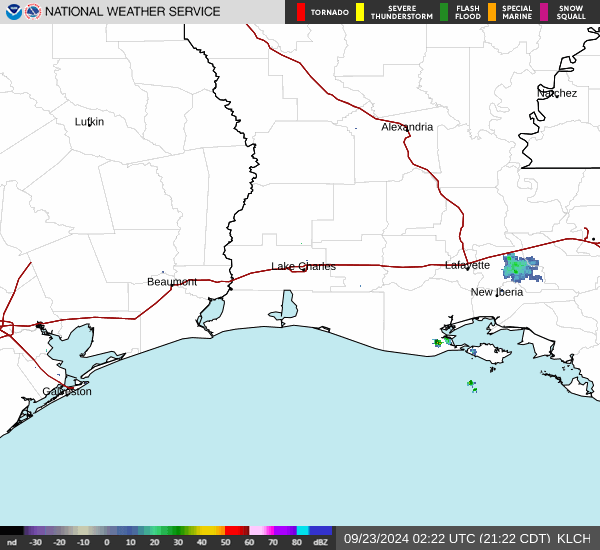 NATIONAL WEATHER SERVICE
TORNADO
SEVERE
THUNDERSTORM
FLASH
FLOOD
SPECIAL
MARINE
SNOW
SQUALL
Natchez
Lufkin
Alexandria
Lake Charles
Lafayette
Beaumont
New Iberia
Galveston
nd -30 -20 -10 0 10 20 30 40 50 60 70 80 dBZ
09/23/2024 02:22 UTC (21:22 CDT) KLCH